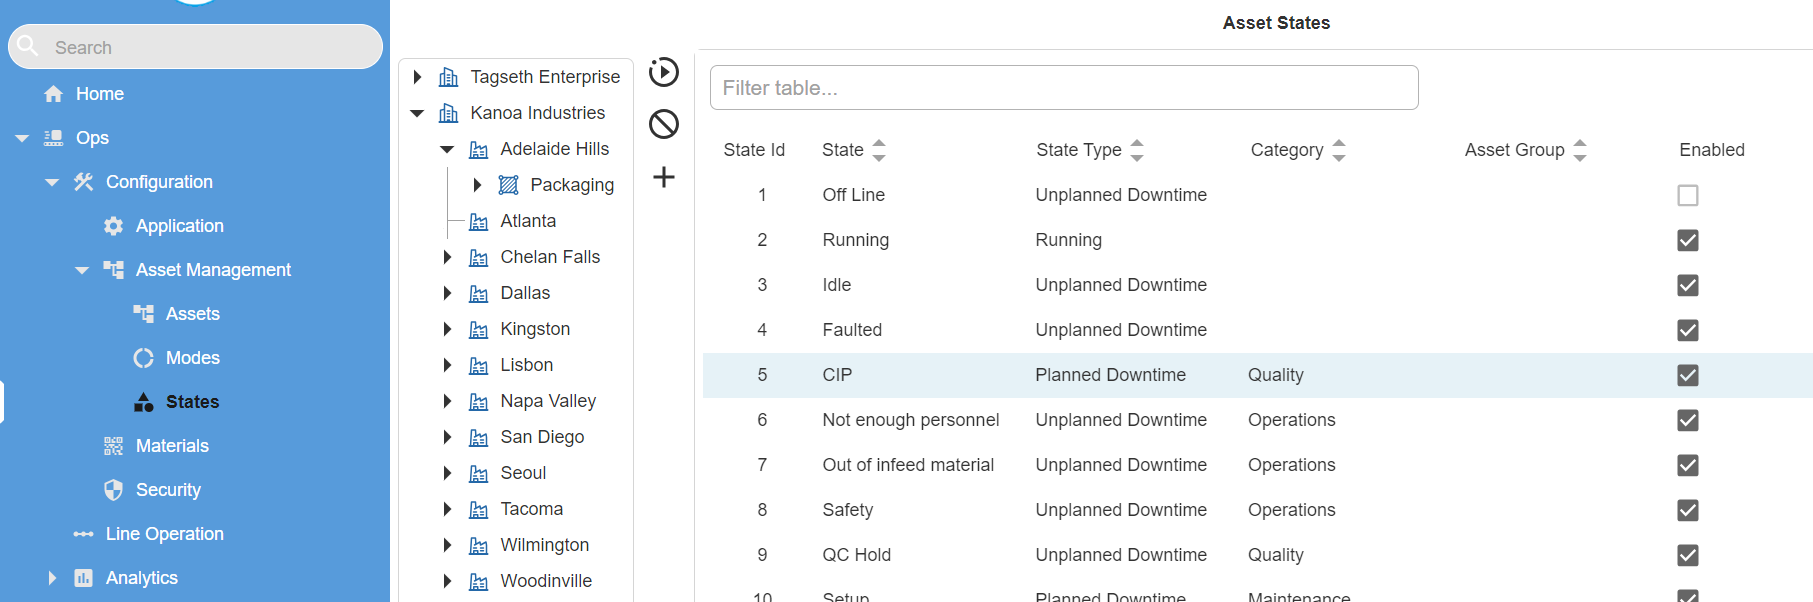 Search
Home
Ops
Configuration
Application
Asset Management
Assets
Modes
States
Materials
Security
Line Operation
Analytics
Tagseth Enterprise
Kanoa Industries
Adelaide Hills
Packaging
Atlanta
Chelan Falls
Dallas
Kingston
Lisbon
Napa Valley
San Diego
Seoul
Tacoma
Wilmington
Woodinville
Asset States
Filter table...
State Id State State Type Category Asset Group Enabled
1 Off Line Unplanned Downtime
2 Running Running
3 Idle Unplanned Downtime
4 Faulted Unplanned Downtime
5 CIP Planned Downtime Quality
6 Not enough personnel Unplanned Downtime Operations
7 Out of infeed material Unplanned Downtime Operations
8 Safety Unplanned Downtime Operations
9 QC Hold Unplanned Downtime Quality
10 Setup Planned Downtime Maintenance